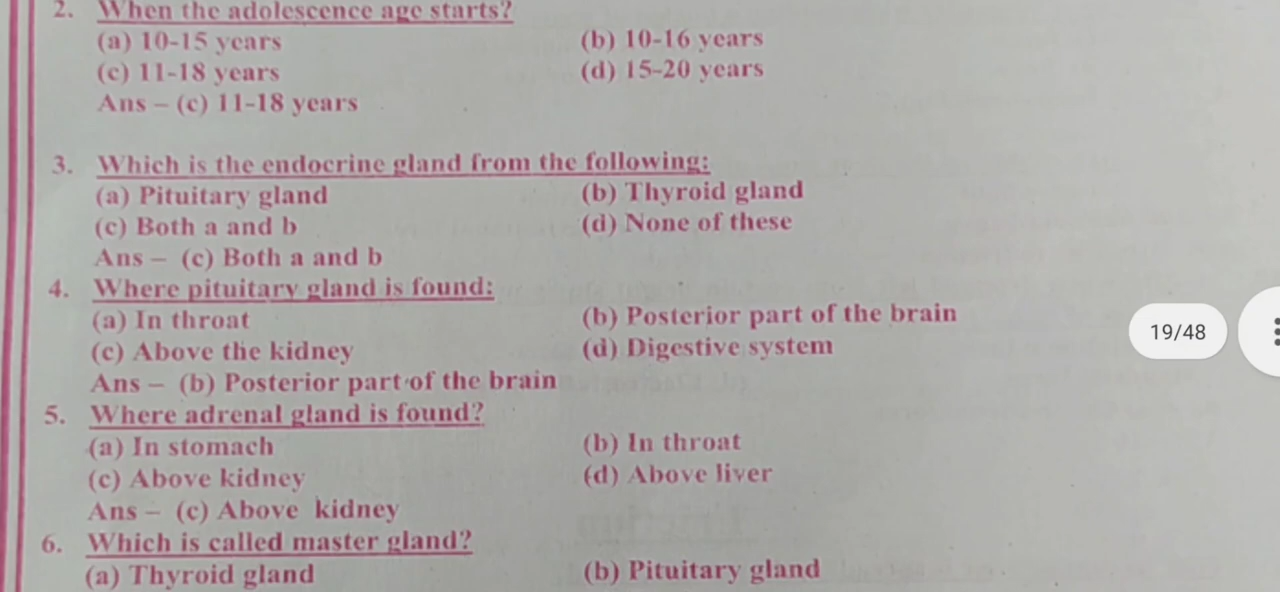 2. When the adolescence age starts?
(a) 10-15 years (b) 10-16 years
(c) 11-18 years (d) 15-20 years
Ans – (c) 11-18 years
3. Which is the endocrine gland from the following:
(a) Pituitary gland (b) Thyroid gland
(c) Both a and b (d) None of these
Ans – (c) Both a and b
4. Where pituitary gland is found:
(a) In throat (b) Posterior part of the brain
(c) Above the kidney (d) Digestive system
Ans – (b) Posterior part of the brain
19/48
5. Where adrenal gland is found?
(a) In stomach (b) In throat
(c) Above kidney (d) Above liver
Ans – (c) Above kidney
6. Which is called master gland?
(a) Thyroid gland (b) Pituitary gland